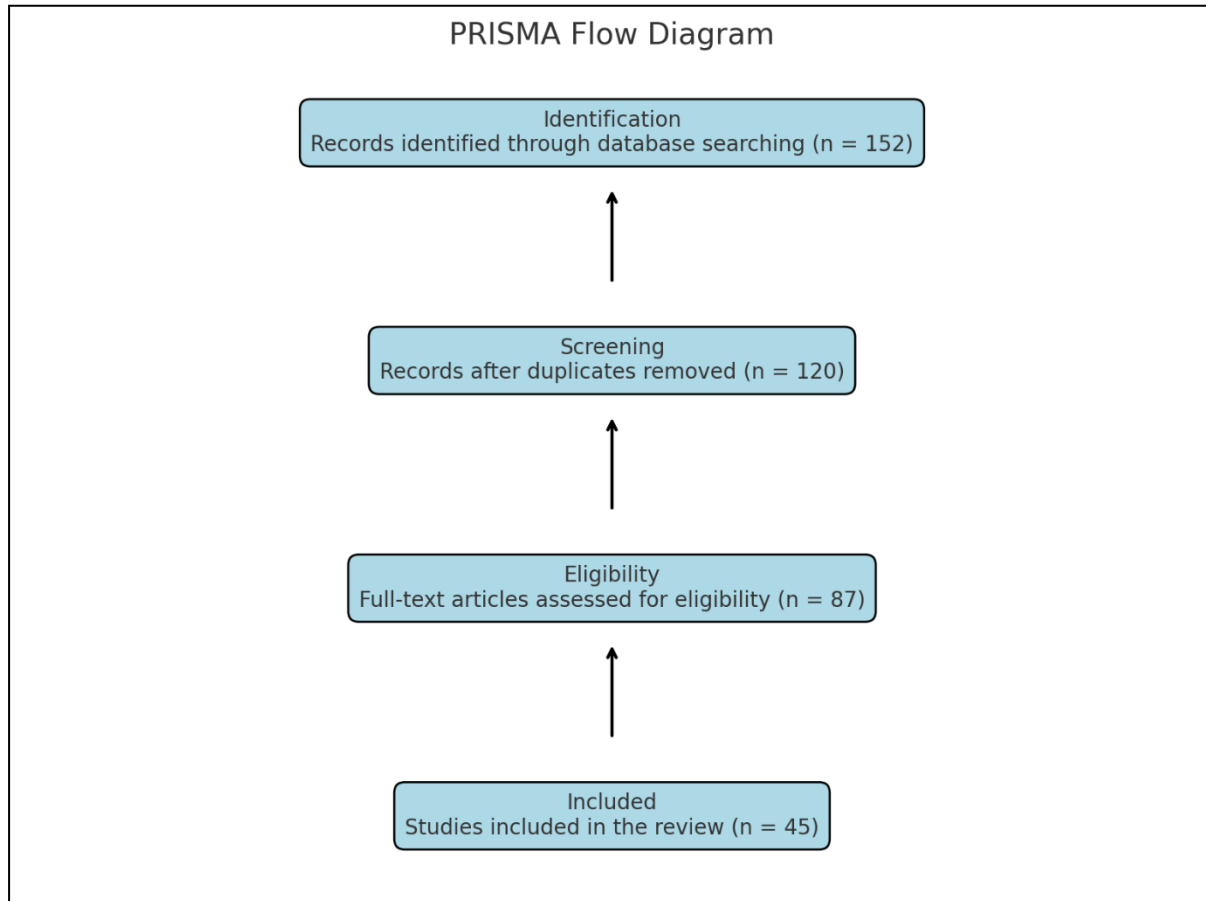 PRISMA Flow Diagram
Identification
Records identified through database searching (n = 152)
Screening
Records after duplicates removed (n = 120)
Eligibility
Full-text articles assessed for eligibility (n = 87)
Included
Studies included in the review (n = 45)